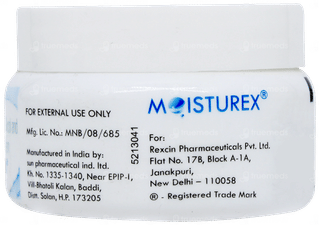 FOR EXTERNAL USE ONLY
Mfg. Lic. No.: MNB/08/685
Manufactured in India by:
sun pharmaceutical ind. ltd.
Kh. No. 1335-1340, Near EPIP-I,
Vill-Bhatoli Kalan, Baddi,
Distt. Solan, H.P. 173205
5213041
MOISTUREX®
For:
Rexcin Pharmaceuticals Pvt. Ltd.
Flat No. 17B, Block A-1A,
Janakpuri,
New Delhi – 110058
® - Registered Trade Mark